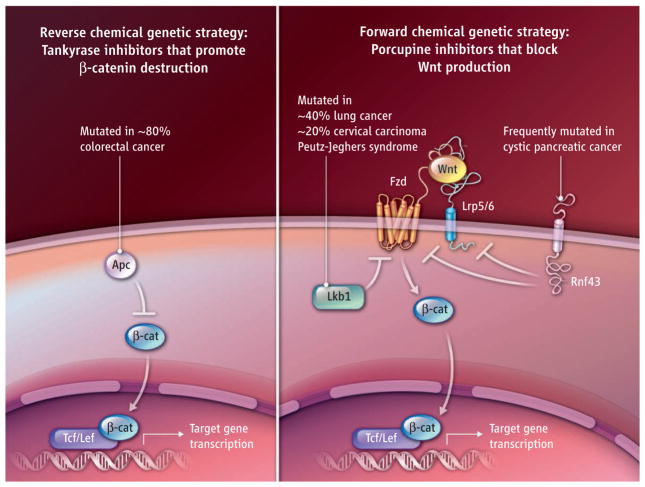 Reverse chemical genetic strategy:
Tankyrase inhibitors that promote
β-catenin destruction
Mutated in ~80%
colorectal cancer
Apc
β-cat
β-cat
Tcf/Lef
Target gene
transcription
Forward chemical genetic strategy:
Porcupine inhibitors that block
Wnt production
Mutated in
~40% lung cancer
~20% cervical carcinoma
Peutz-Jeghers syndrome
Frequently mutated in
cystic pancreatic cancer
Wnt
Fzd
Lrp5/6
Rnf43
Lkb1
β-cat
β-cat
Tcf/Lef
Target gene
transcription